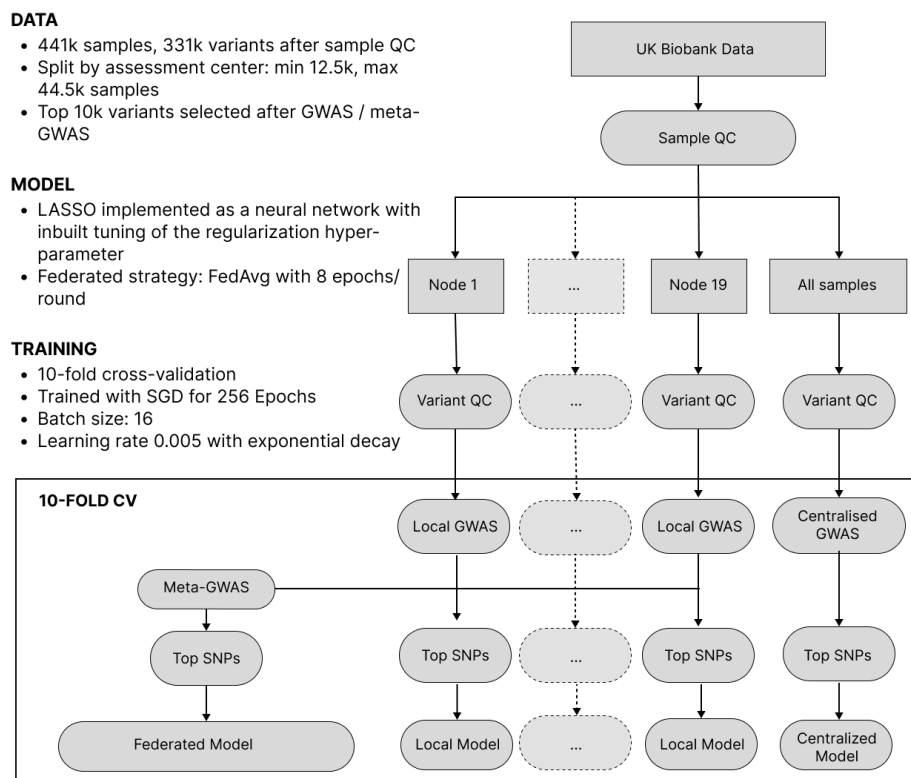 DATA
• 441k samples, 331k variants after sample QC
• Split by assessment center: min 12.5k, max
44.5k samples
• Top 10k variants selected after GWAS / meta-
GWAS
MODEL
• LASSO implemented as a neural network with
inbuilt tuning of the regularization hyper-
parameter
• Federated strategy: FedAvg with 8 epochs/
round
TRAINING
• 10-fold cross-validation
• Trained with SGD for 256 Epochs
• Batch size: 16
• Learning rate 0.005 with exponential decay
UK Biobank Data
Sample QC
Node 1
...
Node 19
All samples
Variant QC
...
Variant QC
Variant QC
10-FOLD CV
Local GWAS
...
Local GWAS
Centralised
GWAS
Meta-GWAS
Top SNPs
Top SNPs
...
Top SNPs
Top SNPs
Federated Model
Local Model
...
Local Model
Centralized
Model